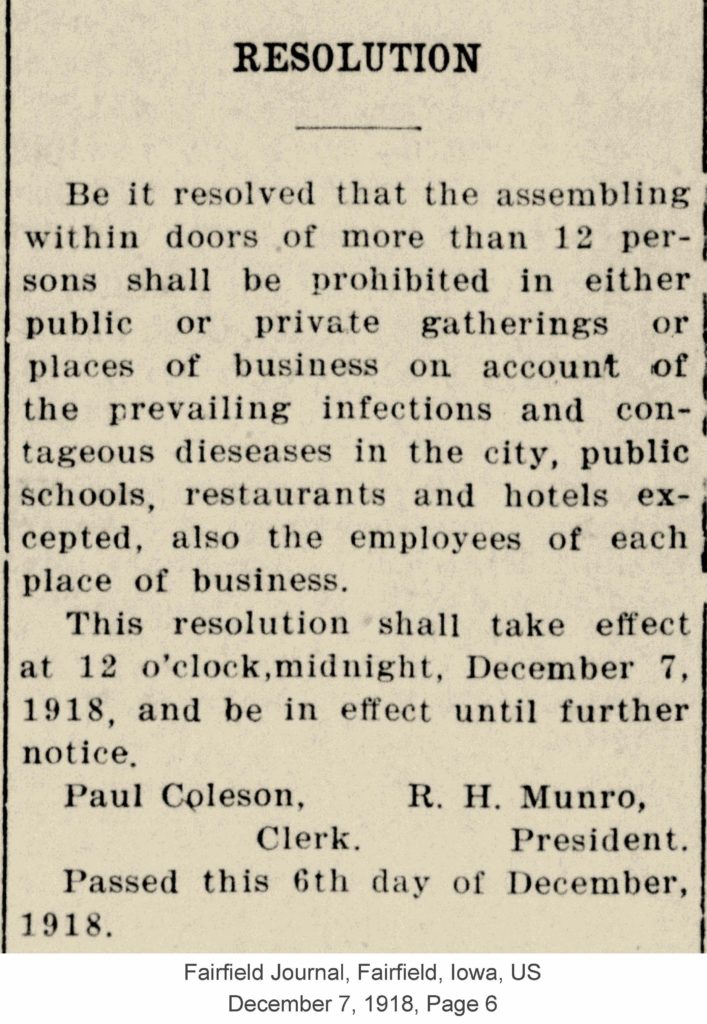 RESOLUTION
Be it resolved that the assembling
within doors of more than 12 per-
sons shall be prohibited in either
public or private gatherings or
places of business on account of
the prevailing infections and con-
tageous dieseases in the city, public
schools, restaurants and hotels ex-
cepted, also the employees of each
place of business.
This resolution shall take effect
at 12 o'clock,midnight, December 7,
1918, and be in effect until further
notice.
Paul Coleson, R. H. Munro,
Clerk. President.
Passed this 6th day of December,
1918.
Fairfield Journal, Fairfield, Iowa, US
December 7, 1918, Page 6